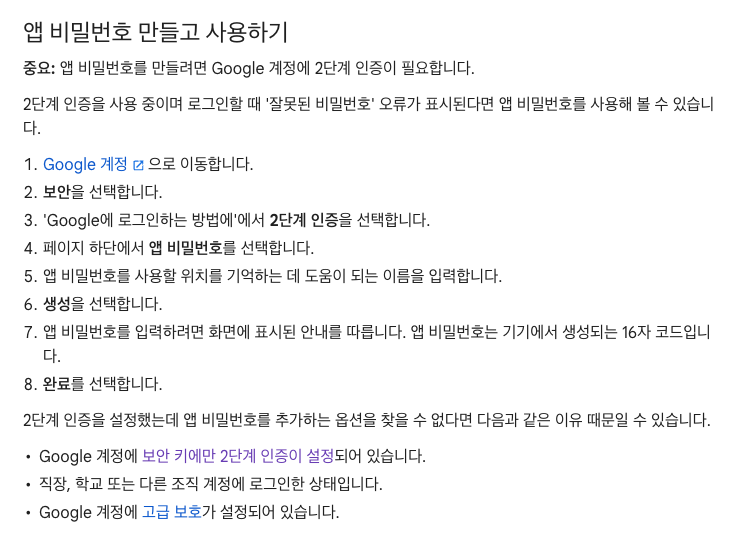 앱 비밀번호 만들고 사용하기
중요: 앱 비밀번호를 만들려면 Google 계정에 2단계 인증이 필요합니다.
2단계 인증을 사용 중이며 로그인할 때 '잘못된 비밀번호' 오류가 표시된다면 앱 비밀번호를 사용해 볼 수 있습니
다.
1. Google 계정 으로 이동합니다.
2. 보안을 선택합니다.
3. 'Google에 로그인하는 방법에'에서 2단계 인증을 선택합니다.
4. 페이지 하단에서 앱 비밀번호를 선택합니다.
5. 앱 비밀번호를 사용할 위치를 기억하는 데 도움이 되는 이름을 입력합니다.
6. 생성을 선택합니다.
7. 앱 비밀번호를 입력하려면 화면에 표시된 안내를 따릅니다. 앱 비밀번호는 기기에서 생성되는 16자 코드입니
다.
8. 완료를 선택합니다.
2단계 인증을 설정했는데 앱 비밀번호를 추가하는 옵션을 찾을 수 없다면 다음과 같은 이유 때문일 수 있습니다.
• Google 계정에 보안 키에만 2단계 인증이 설정되어 있습니다.
• 직장, 학교 또는 다른 조직 계정에 로그인한 상태입니다.
• Google 계정에 고급 보호가 설정되어 있습니다.